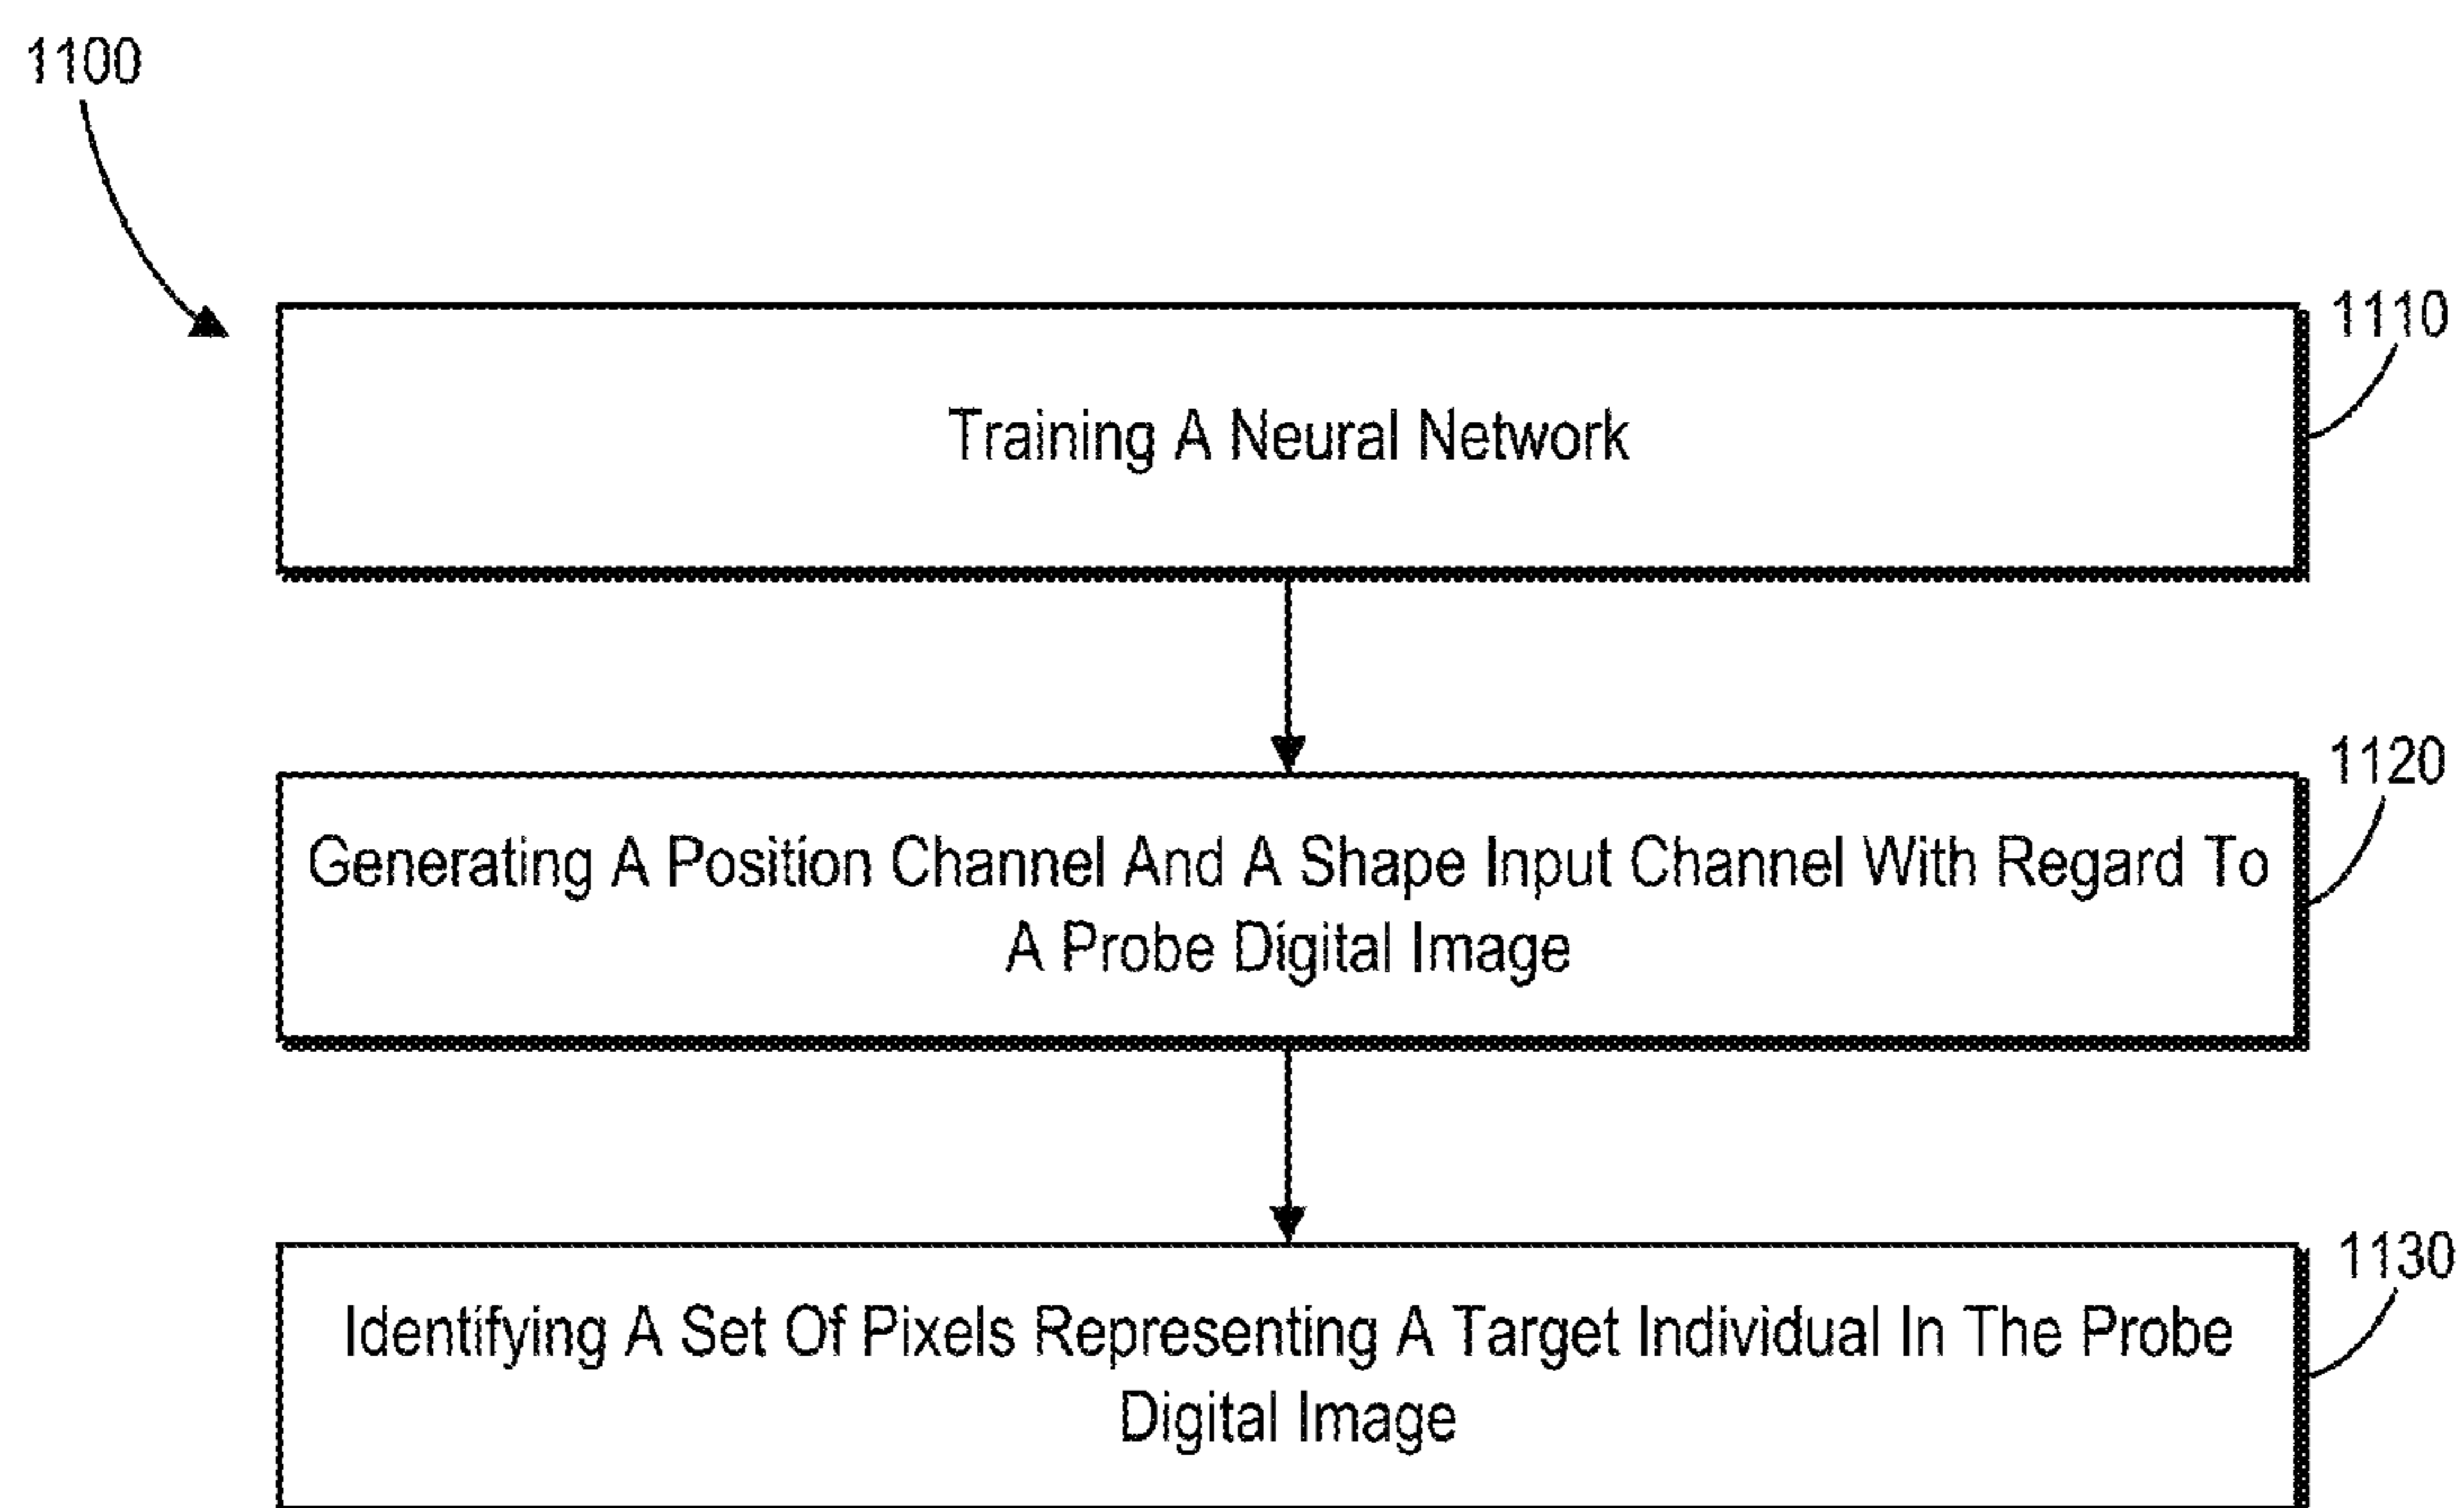 1100
1110
Training A Neural Network
1120
Generating A Position Channel And A Shape Input Channel With Regard To
A Probe Digital Image
1130
Identifying A Set Of Pixels Representing A Target Individual In The Probe
Digital Image